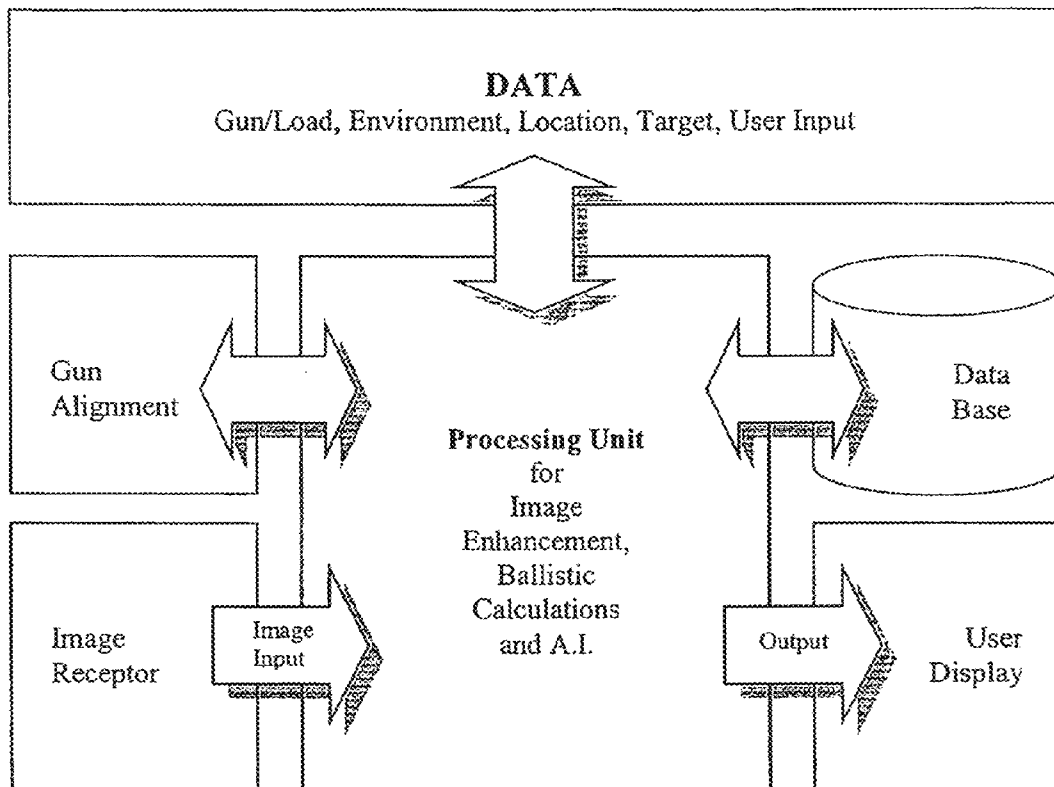 DATA
Gun/Load, Environment, Location, Target, User Input
Gun
Alignment
Processing Unit
for
Image
Enhancement,
Ballistic
Calculations
and A.I.
Data
Base
Image
Receptor
Image
Input
Output
User
Display